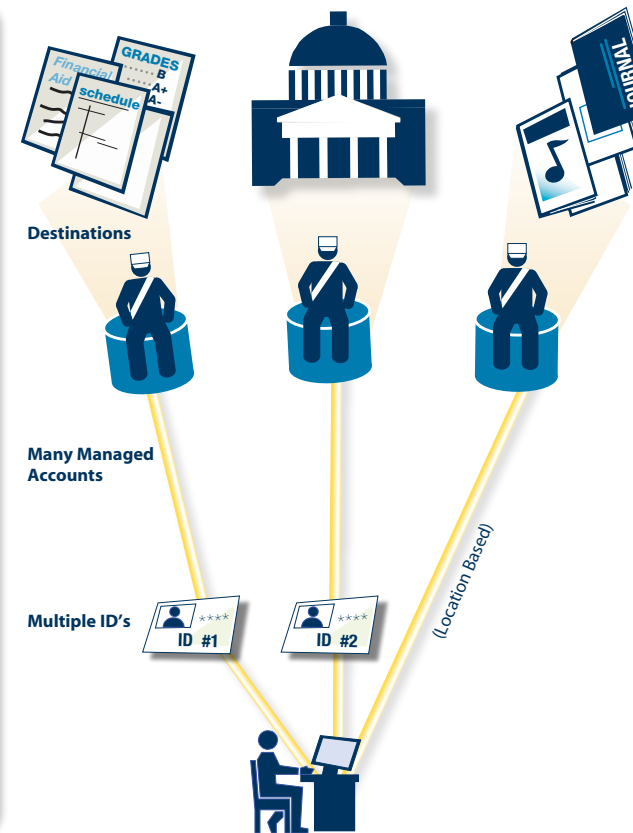 GRADES
B
A+
A-
Financial
Aid
schedule
JOURNAL
Destinations
Many Managed
Accounts
(Location Based)
Multiple ID's
****
ID #1
****
ID #2